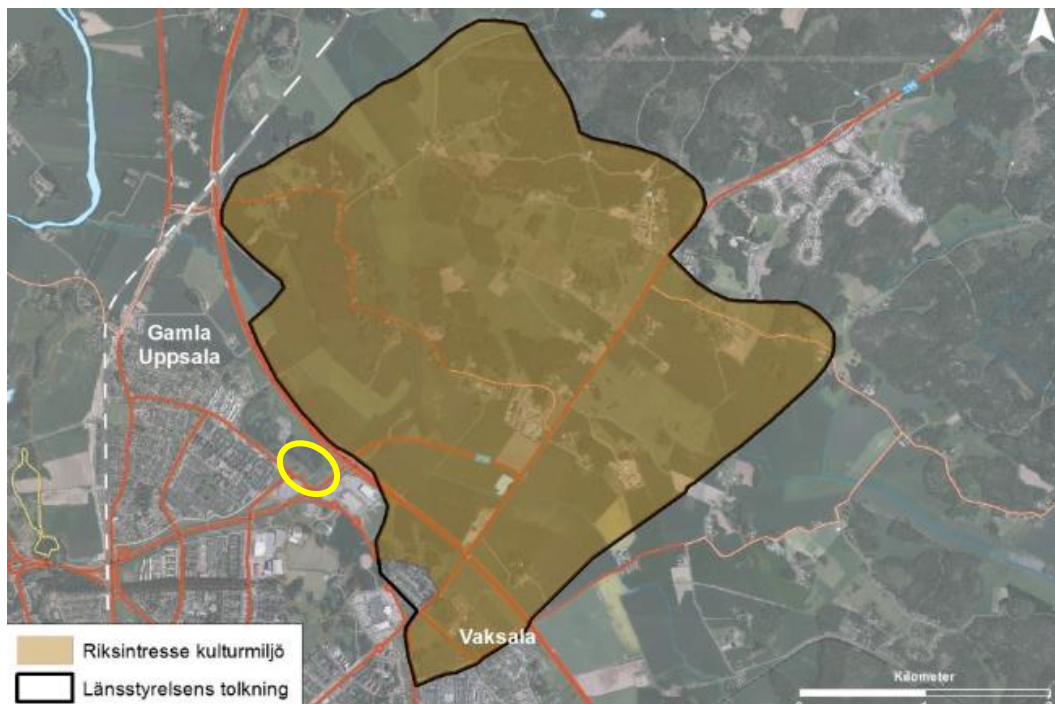 Gamla
Uppsala
Vaksala
Riksintresse kulturmiljö
Länsstyrelsens tolkning
Kilometer